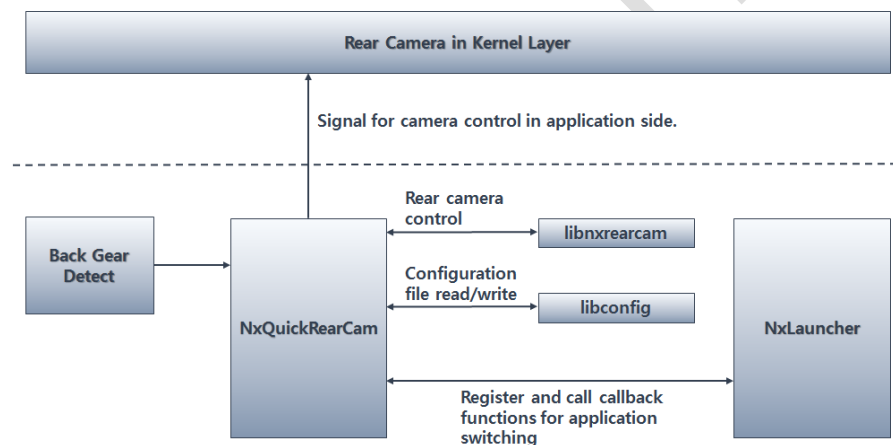 Rear Camera in Kernel Layer
Signal for camera control in application side.
Rear camera
control
libnxrearcam
Back Gear
Detect
Configuration
file read/write
libconfig
NxQuickRearCam
NxLauncher
Register and call callback
functions for application
switching